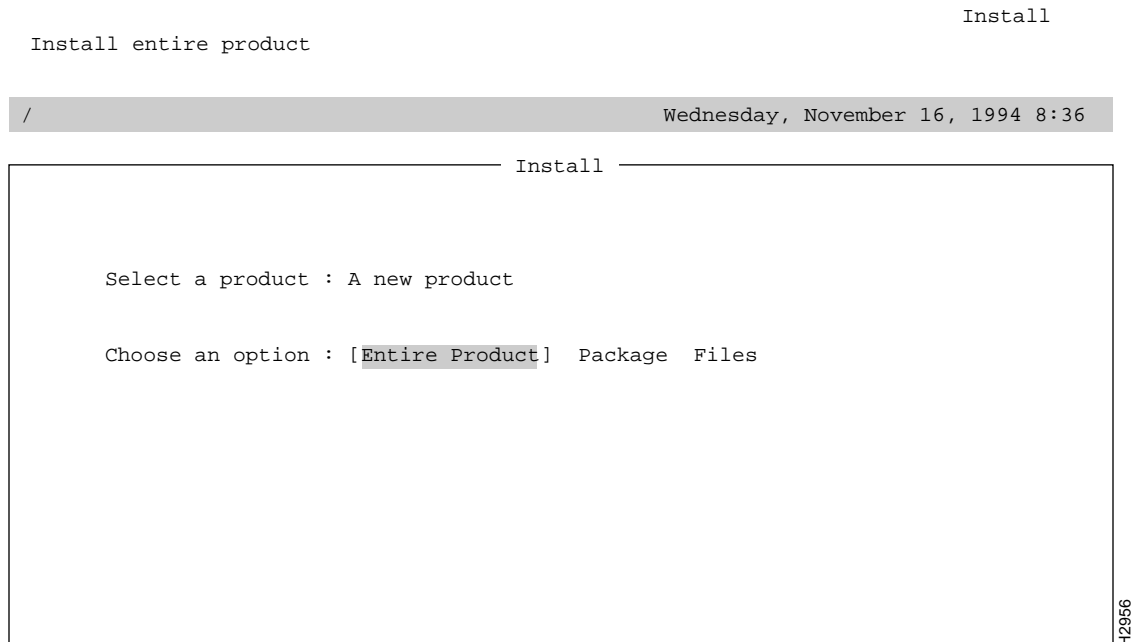 Install
Install entire product
/ Wednesday, November 16, 1994 8:36
Install
Select a product : A new product
Choose an option : [Entire Product] Package Files
H2956